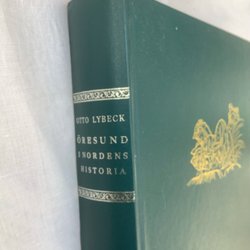 OTTO LYBECK
ÖRESUND
I NORDENS
HISTORIA